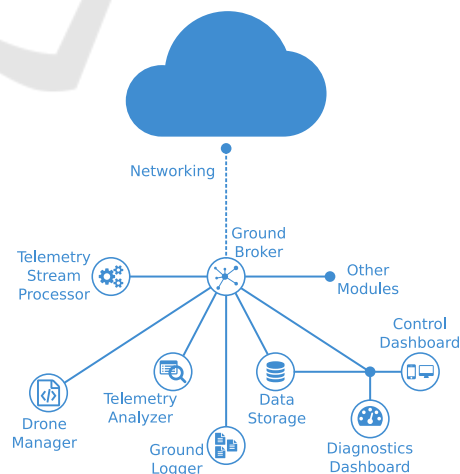 Networking
Ground
Broker
Telemetry
Stream
Processor
Other
Modules
Control
Dashboard
Telemetry
Analyzer
Data
Storage
Drone
Manager
Ground
Logger
Diagnostics
Dashboard